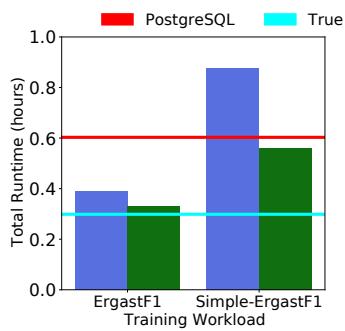 PostgreSQL True
1.0
0.8
0.6
0.4
0.2
0.0
Total Runtime (hours)
ErgastF1 Simple-ErgastF1
Training Workload